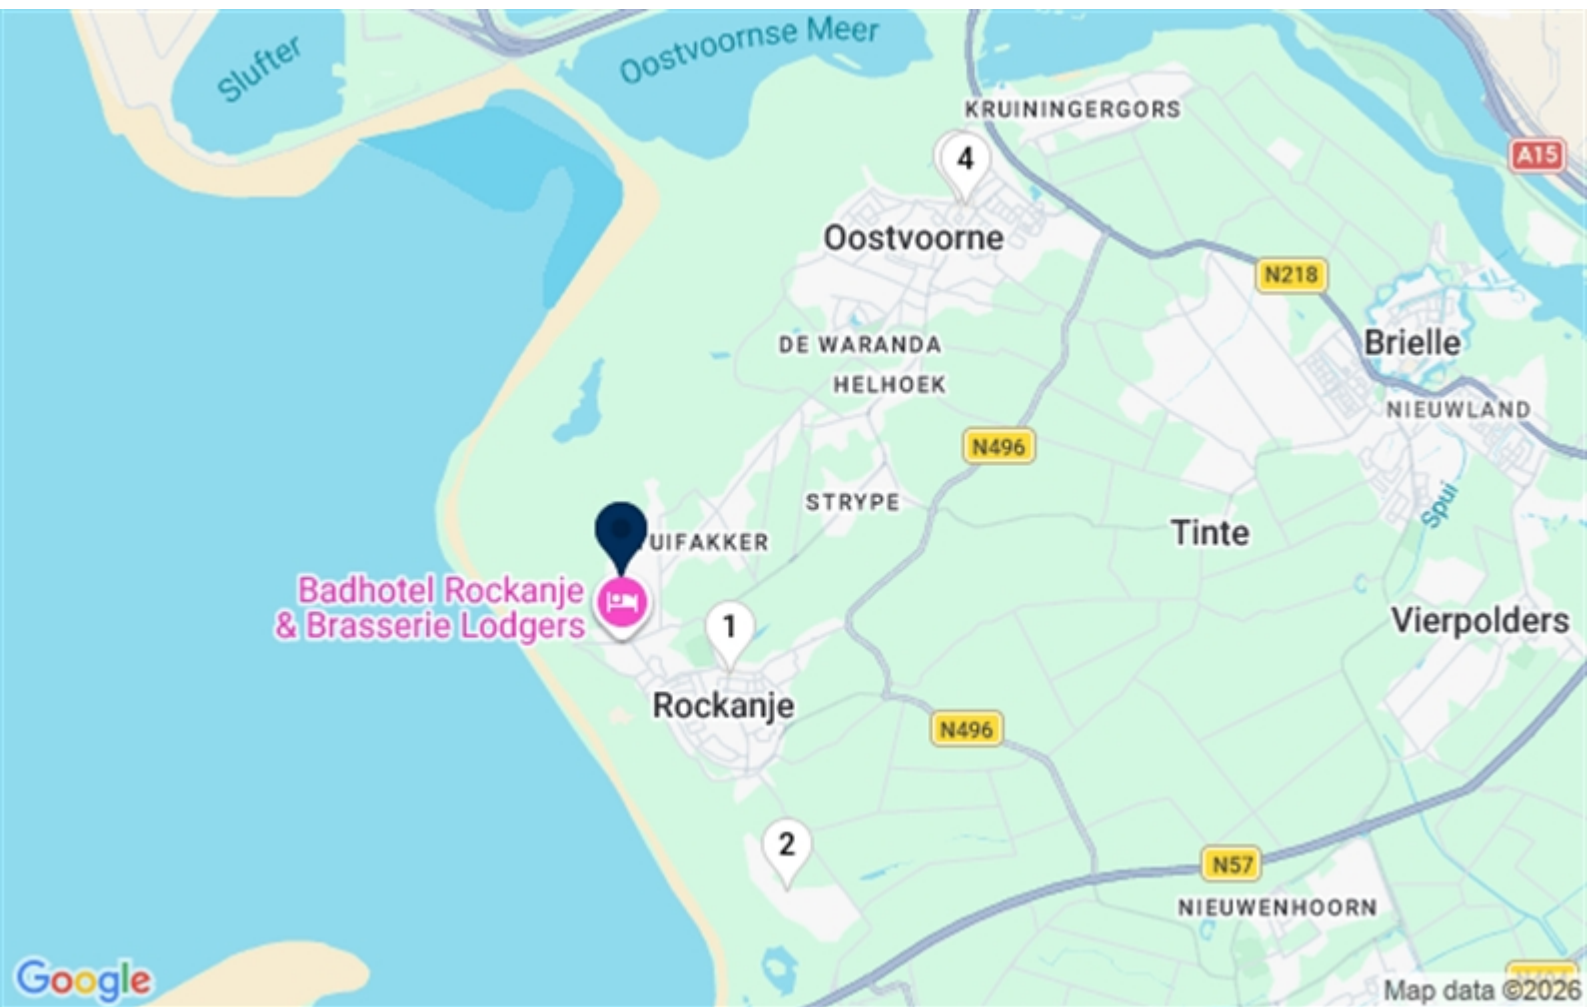 Slufter
Oostvoornse Meer
KRUININGERGORS
A15
4
Oostvoorne
N218
DE WARANDA
Brielle
HELHOEK
NIEUWLAND
N496
STRYPE
Spui
Tinte
TUIFAKKER
Badhotel Rockanje
& Brasserie Lodgers
1
Vierpolders
Rockanje
N496
2
N57
NIEUWENHOORN
Google
Map data ©2026